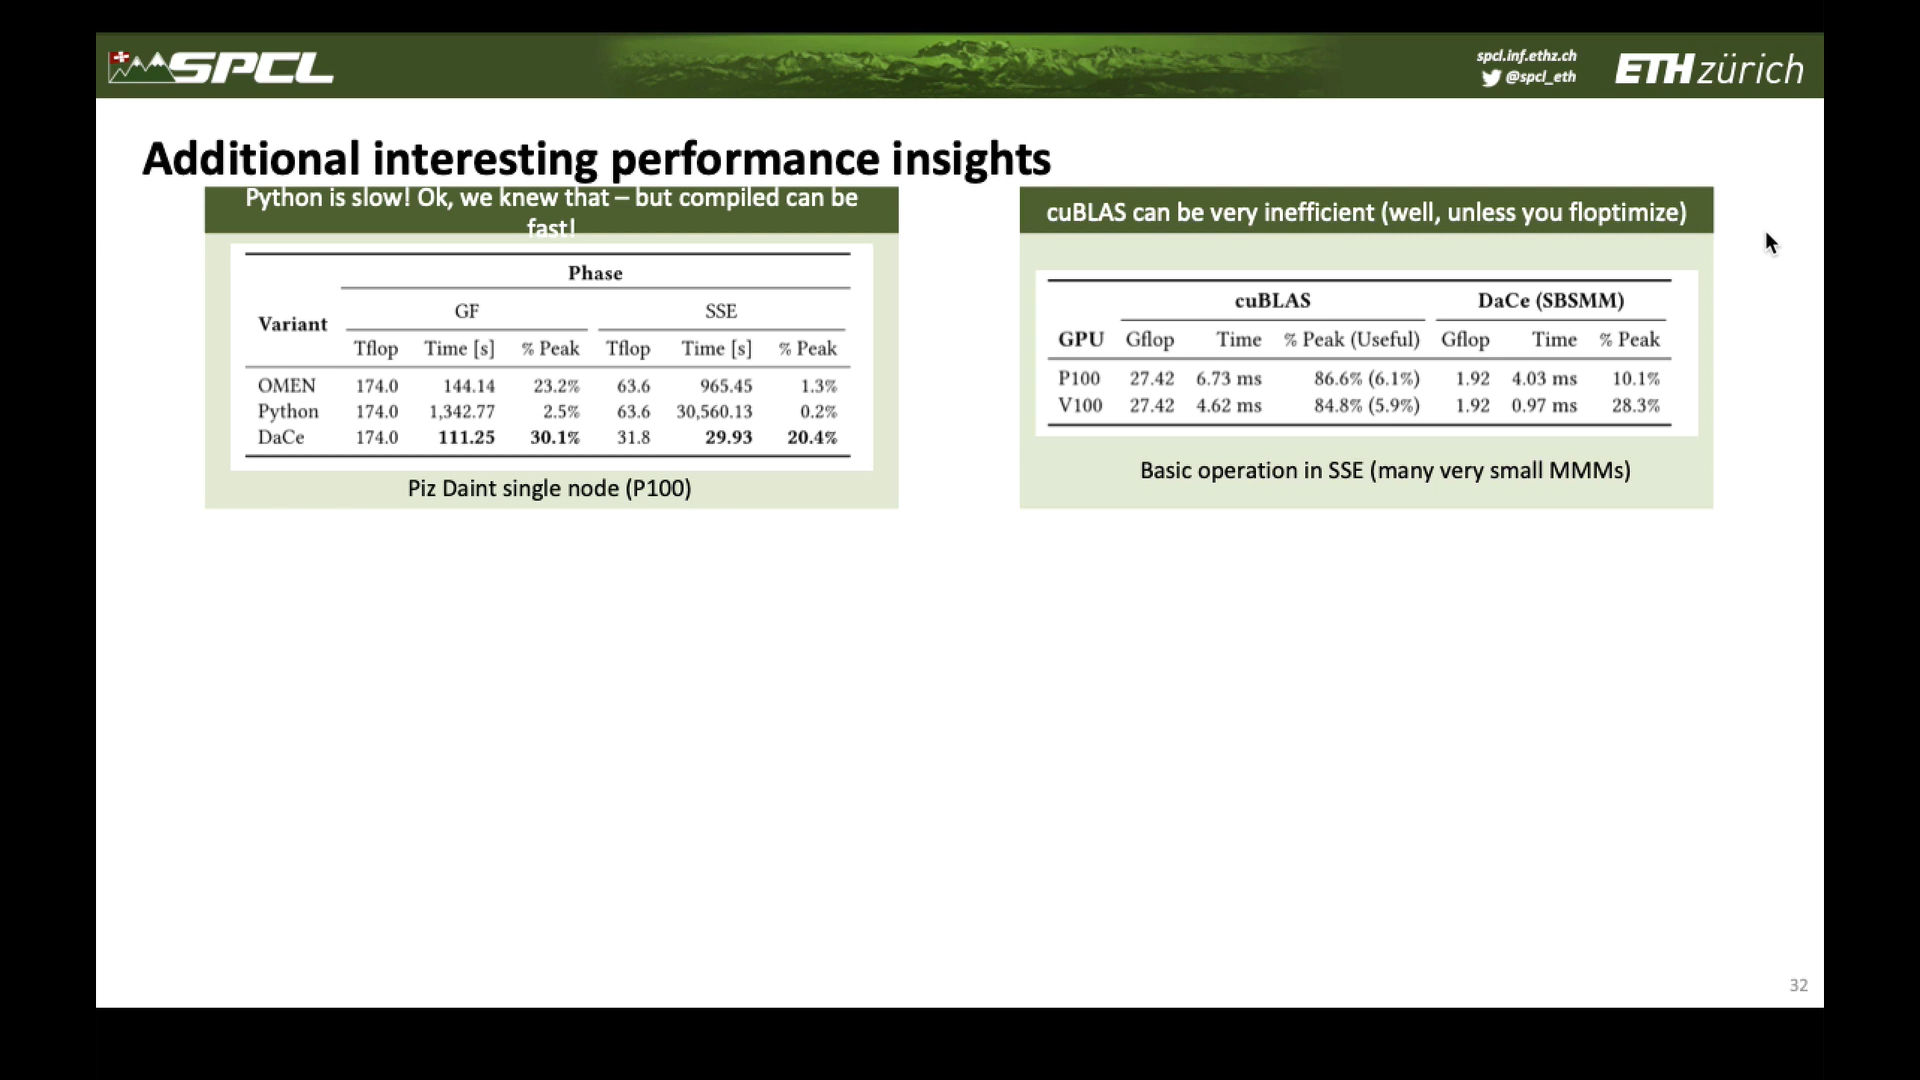 SPCL
spcl.inf.ethz.ch
@spcl_eth
ETH zürich
Additional interesting performance insights
Python is slow! Ok, we knew that – but compiled can be
fast!
Phase
Variant GF SSE
Tflop Time [s] % Peak Tflop Time [s] % Peak
OMEN 174.0 144.14 23.2% 63.6 965.45 1.3%
Python 174.0 1,342.77 2.5% 63.6 30,560.13 0.2%
DaCe 174.0 111.25 30.1% 31.8 29.93 20.4%
Piz Daint single node (P100)
cuBLAS can be very inefficient (well, unless you floptimize)
cuBLAS DaCe (SBSMM)
GPU Gflop Time % Peak (Useful) Gflop Time % Peak
P100 27.42 6.73 ms 86.6% (6.1%) 1.92 4.03 ms 10.1%
V100 27.42 4.62 ms 84.8% (5.9%) 1.92 0.97 ms 28.3%
Basic operation in SSE (many very small MMMs)
32